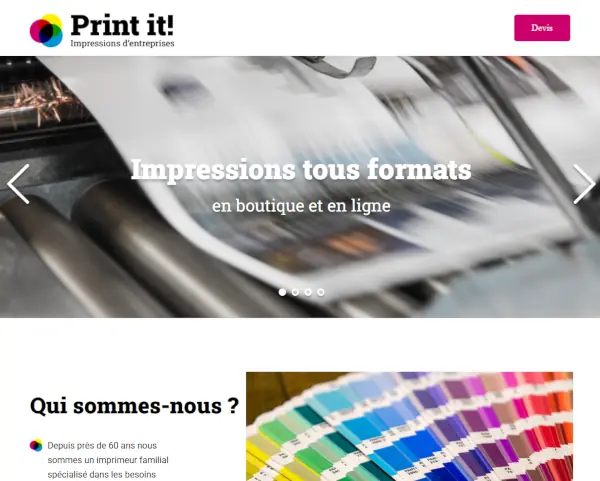 Print it!
Impressions d'entreprises
Devis
Impressions tous formats
en boutique et en ligne
Qui sommes-nous ?
Depuis près de 60 ans nous
sommes un imprimeur familial
spécialisé dans les besoins